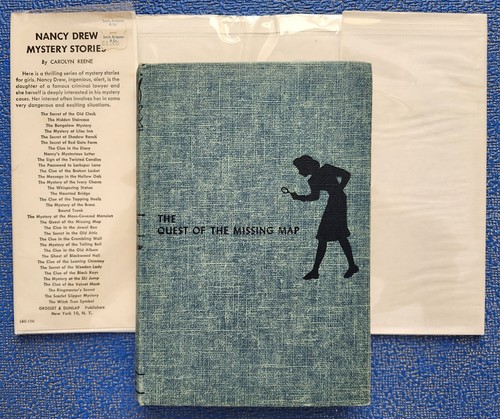 NANCY DREW
MYSTERY STORIES
By CAROLYN KEENE
Here is a thrilling series of mystery stories
for girls. Nancy Drew, ingenious, alert, is the
daughter of a famous criminal lawyer and
she herself is deeply interested in his mystery
cases. Her interest often involves her in some
very dangerous and exciting situations.
The Secret of the Old Clock
The Hidden Staircase
The Bungalow Mystery
The Mystery at Lilac Inn
The Secret at Shadow Ranch
The Secret of Red Gate Farm
The Clue in the Diary
Nancy's Mysterious Letter
The Sign of the Twisted Candles
The Password to Larkspur Lane
The Clue of the Broken Locket
The Message in the Hollow Oak
The Mystery of the Ivory Charm
The Whispering Statue
The Haunted Bridge
The Clue of the Tapping Heels
The Mystery of the Brass
Bound Trunk
The Mystery at the Moss-Covered Mansion
The Quest of the Missing Map
The Clue in the Jewel Box
The Secret in the Old Attic
The Clue in the Crumbling Wall
The Mystery of the Tolling Bell
The Clue in the Old Album
The Ghost of Blackwood Hall
The Clue of the Leaning Chimney
The Secret of the Wooden Lady
The Clue of the Black Keys
The Mystery at the Ski Jump
The Clue of the Velvet Mask
The Ringmaster's Secret
The Scarlet Slipper Mystery
The Witch Tree Symbol
GROSSET & DUNLAP Publishers
New York 10, N. Y.
THE
QUEST OF THE MISSING MAP